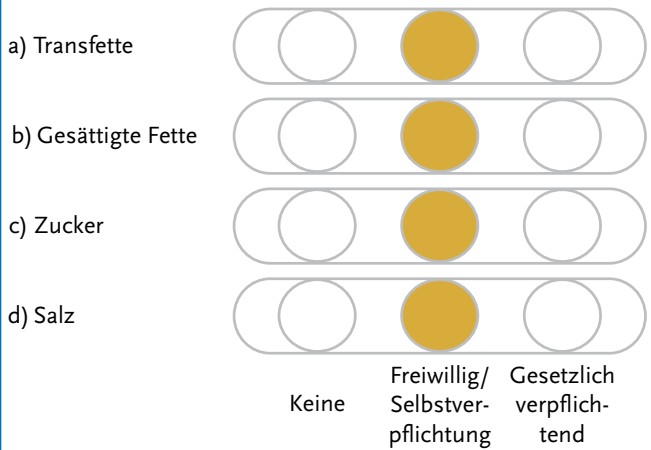 a) Transfette
b) Gesättigte Fette
c) Zucker
d) Salz
Keine
Freiwillig/
Selbstver-
pflichtung
Gesetzlich
verpflich-
tend